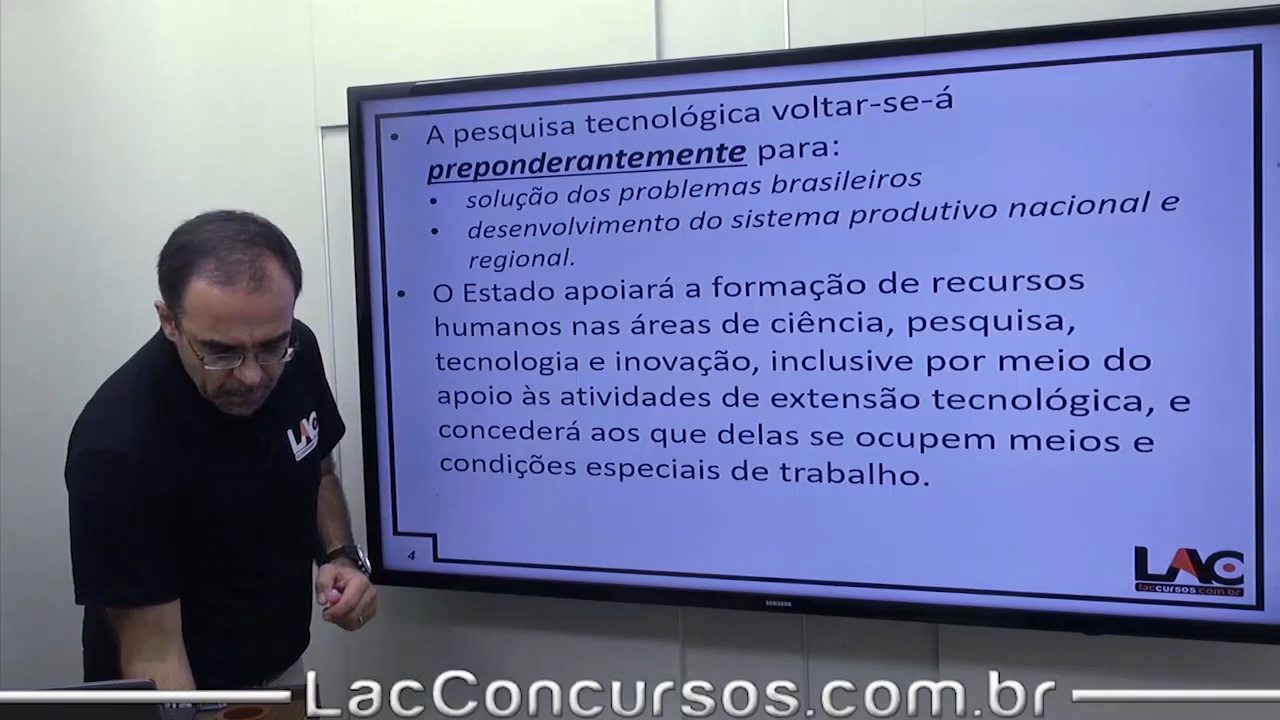 A pesquisa tecnológica voltar-se-á
preponderantemente para:
solução dos problemas brasileiros
desenvolvimento do sistema produtivo nacional e
regional.
O Estado apoiará a formação de recursos
humanos nas áreas de ciência, pesquisa,
tecnologia e inovação, inclusive por meio do
apoio às atividades de extensão tecnológica, e
concederá aos que delas se ocupem meios e
condições especiais de trabalho.
4
LAC
laccursos.com.br
SAMSUNG
LAC
LacConcursos.com.br